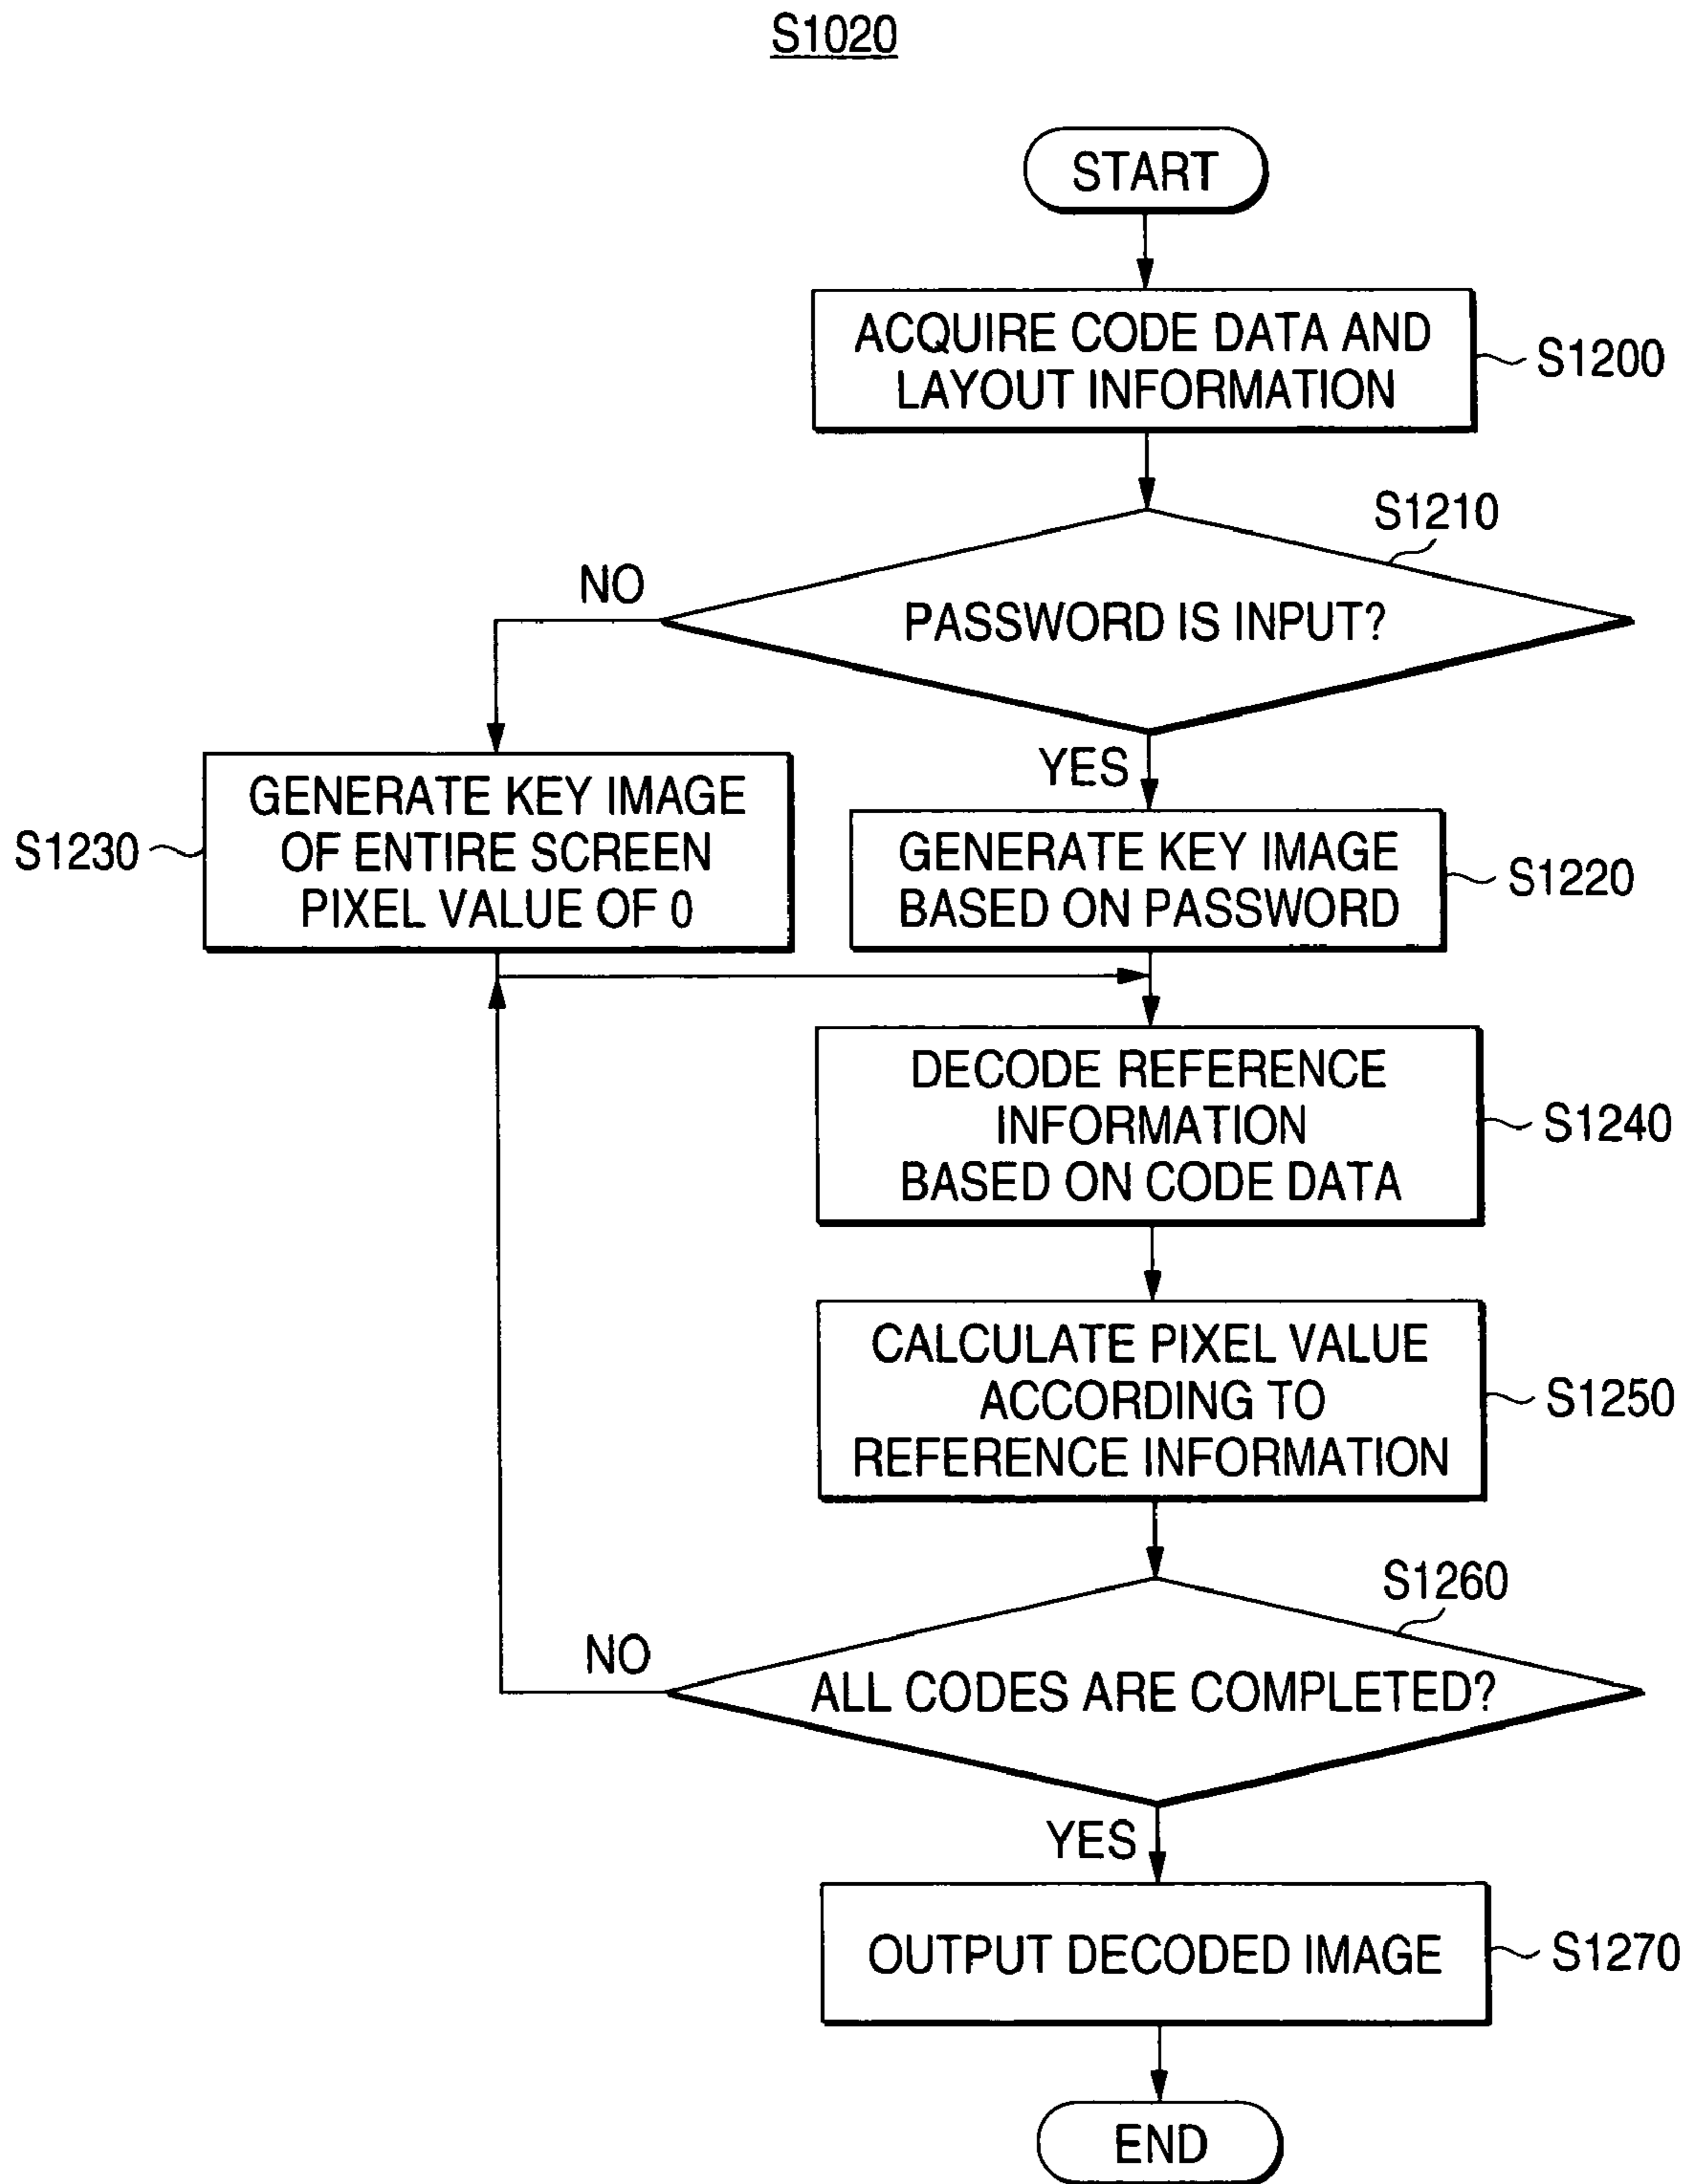 S1020
START
ACQUIRE CODE DATA AND
LAYOUT INFORMATION
S1200
S1210
NO
PASSWORD IS INPUT?
YES
GENERATE KEY IMAGE
OF ENTIRE SCREEN
PIXEL VALUE OF 0
S1230
GENERATE KEY IMAGE
BASED ON PASSWORD
S1220
DECODE REFERENCE
INFORMATION
BASED ON CODE DATA
S1240
CALCULATE PIXEL VALUE
ACCORDING TO
REFERENCE INFORMATION
S1250
S1260
NO
ALL CODES ARE COMPLETED?
YES
OUTPUT DECODED IMAGE
S1270
END